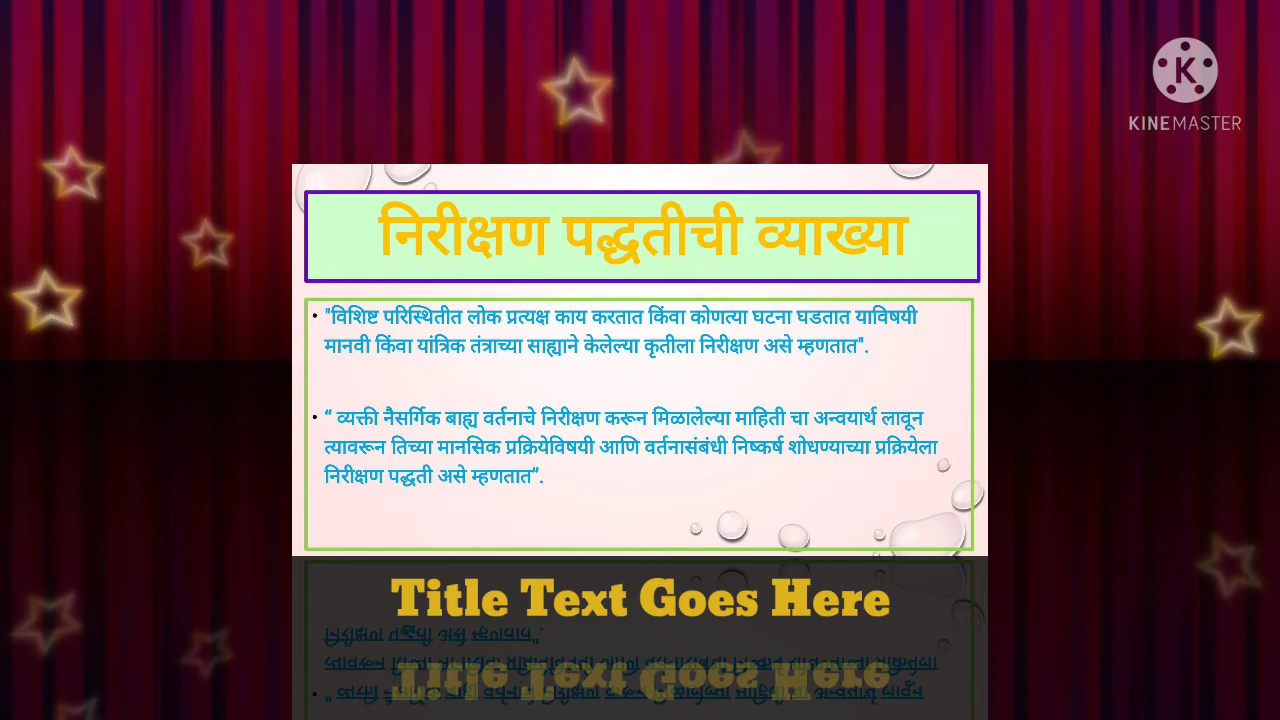 KINEMASTER
निरीक्षण पद्धतीची व्याख्या
• "विशिष्ट परिस्थितीत लोक प्रत्यक्ष काय करतात किंवा कोणत्या घटना घडतात याविषयी
मानवी किंवा यांत्रिक तंत्राच्या साह्याने केलेल्या कृतीला निरीक्षण असे म्हणतात".
• “ व्यक्ती नैसर्गिक बाह्य वर्तनाचे निरीक्षण करून मिळालेल्या माहिती चा अन्वयार्थ लावून
त्यावरून तिच्या मानसिक प्रक्रियेविषयी आणि वर्तनासंबंधी निष्कर्ष शोधण्याच्या प्रक्रियेला
निरीक्षण पद्धती असे म्हणतात”.
Title Text Goes Here